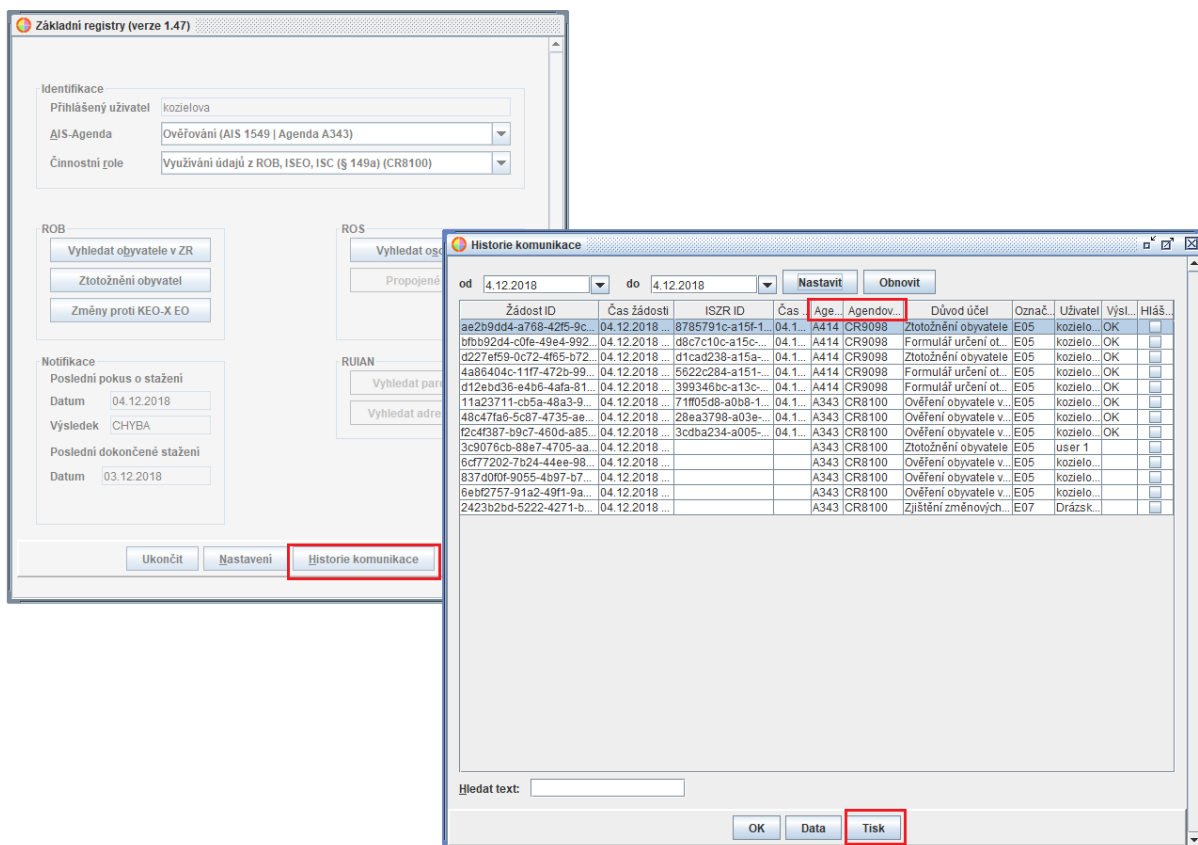 Základní registry (verze 1.47)
Identifikace
Přihlášený uživatel kozielova
AIS-Agenda Ověřování (AIS 1549 | Agenda A343)
Činnostní role Využívání údajů z ROB, ISEO, ISC (§ 149a) (CR8100)
ROB
Vyhledat obyvatele v ZR
Ztotožnění obyvatel
Změny proti KEO-X EO
ROS
Vyhledat oso
Propojené
Notifikace
Poslední pokus o stažení
Datum 04.12.2018
Výsledek CHYBA
Poslední dokončené stažení
Datum 03.12.2018
RUIAN
Vyhledat parc
Vyhledat adre
Ukončit Nastavení Historie komunikace
Historie komunikace
od 4.12.2018 do 4.12.2018 Nastavit Obnovit
Žádost ID Čas žádosti ISZR ID Čas ... Age... Agendov... Důvod účel Označ... Uživatel Výsl... Hláš...
ae2b9dd4-a768-42f5-9c... 04.12.2018 ... 8785791c-a15f-1... 04.1... A414 CR9098 Ztotožnění obyvatele E05 kozielo... OK
bfbb92d4-c0fe-49e4-992... 04.12.2018 ... d8c7c10c-a15c-... 04.1... A414 CR9098 Formulář určení ot... E05 kozielo... OK
d227ef59-0c72-4f65-b72... 04.12.2018 ... d1cad238-a15a-... 04.1... A414 CR9098 Ztotožnění obyvatele E05 kozielo... OK
4a86404c-11f7-472b-99... 04.12.2018 ... 5622c284-a151-... 04.1... A414 CR9098 Formulář určení ot... E05 kozielo... OK
d12ebd36-e4b6-4afa-81... 04.12.2018 ... 399346bc-a13c-... 04.1... A414 CR9098 Formulář určení ot... E05 kozielo... OK
11a23711-cb5a-48a3-9... 04.12.2018 ... 71ff05d8-a0b8-1... 04.1... A343 CR8100 Ověření obyvatele v... E05 kozielo... OK
48c47fa6-5c87-4735-ae... 04.12.2018 ... 28ea3798-a03e-... 04.1... A343 CR8100 Ověření obyvatele v... E05 kozielo... OK
f2c4f387-b9c7-460d-a85... 04.12.2018 ... 3cdba234-a005-... 04.1... A343 CR8100 Ověření obyvatele v... E05 kozielo... OK
3c9076cb-88e7-4705-aa... 04.12.2018 ... A343 CR8100 Ztotožnění obyvatele E05 user 1
6cf77202-7b24-44ee-98... 04.12.2018 ... A343 CR8100 Ověření obyvatele v... E05 kozielo...
837d0f0f-9055-4b97-b7... 04.12.2018 ... A343 CR8100 Ověření obyvatele v... E05 kozielo...
6ebf2757-91a2-49f1-9a... 04.12.2018 ... A343 CR8100 Ověření obyvatele v... E05 kozielo...
2423b2bd-5222-4271-b... 04.12.2018 ... A343 CR8100 Zjištění změnových... E07 Drázsk...
Hledat text:
OK Data Tisk